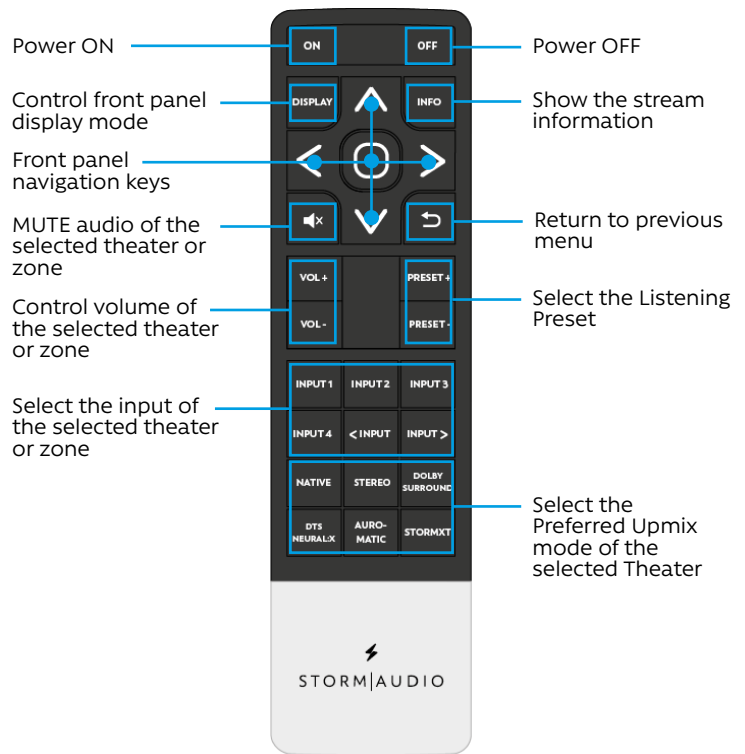 Power ON
ON
OFF
Power OFF
Control front panel
display mode
DISPLAY
INFO
Show the stream
information
Front panel
navigation keys
MUTE audio of the
selected theater or
zone
Return to previous
menu
VOL +
PRESET +
Control volume of
the selected theater
or zone
VOL -
PRESET -
Select the Listening
Preset
Select the input of
the selected theater
or zone
INPUT 1 INPUT 2 INPUT 3
INPUT 4 < INPUT INPUT >
NATIVE STEREO DOLBY
SURROUND
DTS
NEURAL:X
AURO-
MATIC
STORMXT
Select the
Preferred Upmix
mode of the
selected Theater
STORM|AUDIO